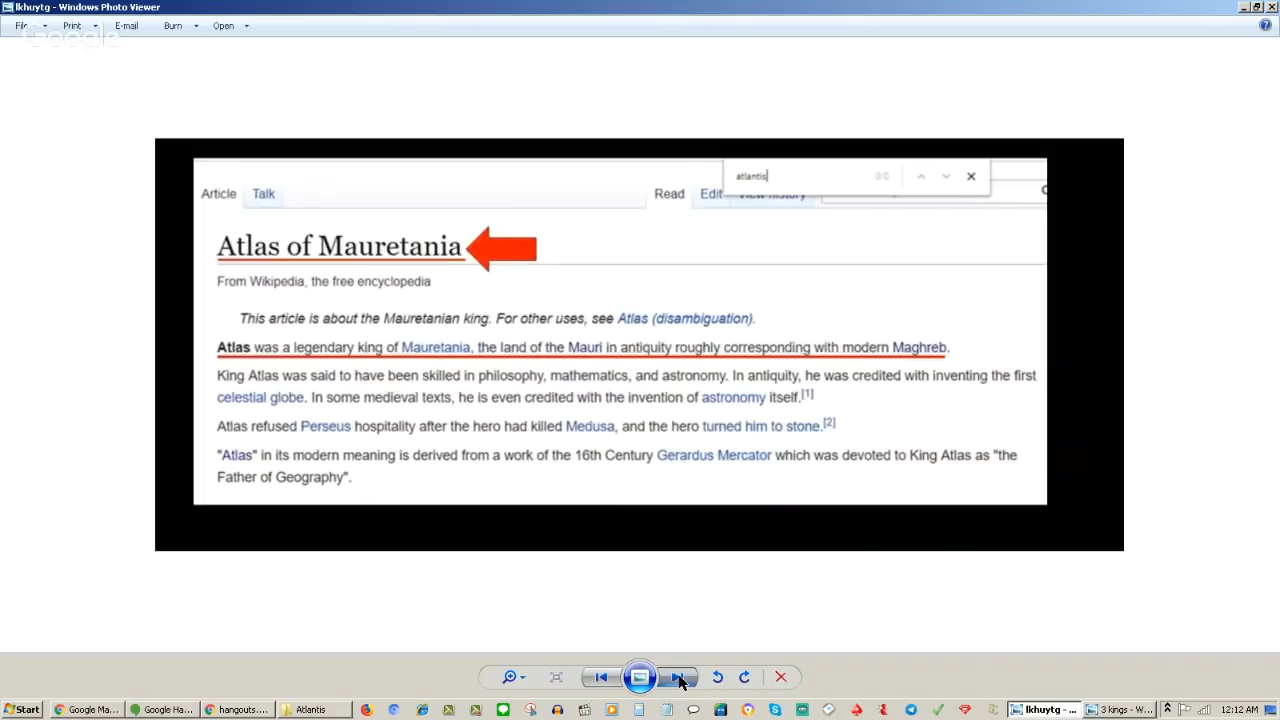 lkhuytg - Windows Photo Viewer
File Print E-mail Burn Open
Google
atlantis 0/0
Article Talk Read Edit View history
Atlas of Mauretania
From Wikipedia, the free encyclopedia
This article is about the Mauretanian king. For other uses, see Atlas (disambiguation).
Atlas was a legendary king of Mauretania, the land of the Mauri in antiquity roughly corresponding with modern Maghreb.
King Atlas was said to have been skilled in philosophy, mathematics, and astronomy. In antiquity, he was credited with inventing the first
celestial globe. In some medieval texts, he is even credited with the invention of astronomy itself.[1]
Atlas refused Perseus hospitality after the hero had killed Medusa, and the hero turned him to stone.[2]
"Atlas" in its modern meaning is derived from a work of the 16th Century Gerardus Mercator which was devoted to King Atlas as "the
Father of Geography".
Start Google Ma... Google Ha... hangouts.... Atlantis lkhuytg - ... 3 kings - W... 12:12 AM